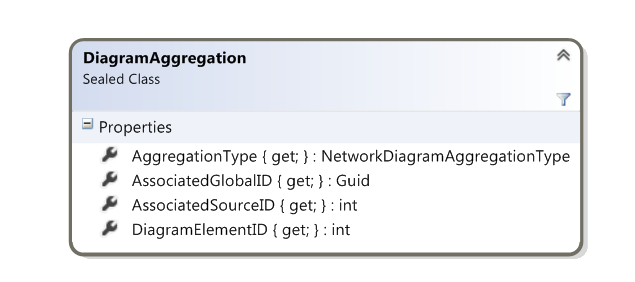 DiagramAggregation
Sealed Class
Properties
AggregationType { get; } : NetworkDiagramAggregationType
AssociatedGlobalID { get; } : Guid
AssociatedSourceID { get; } : int
DiagramElementID { get; } : int